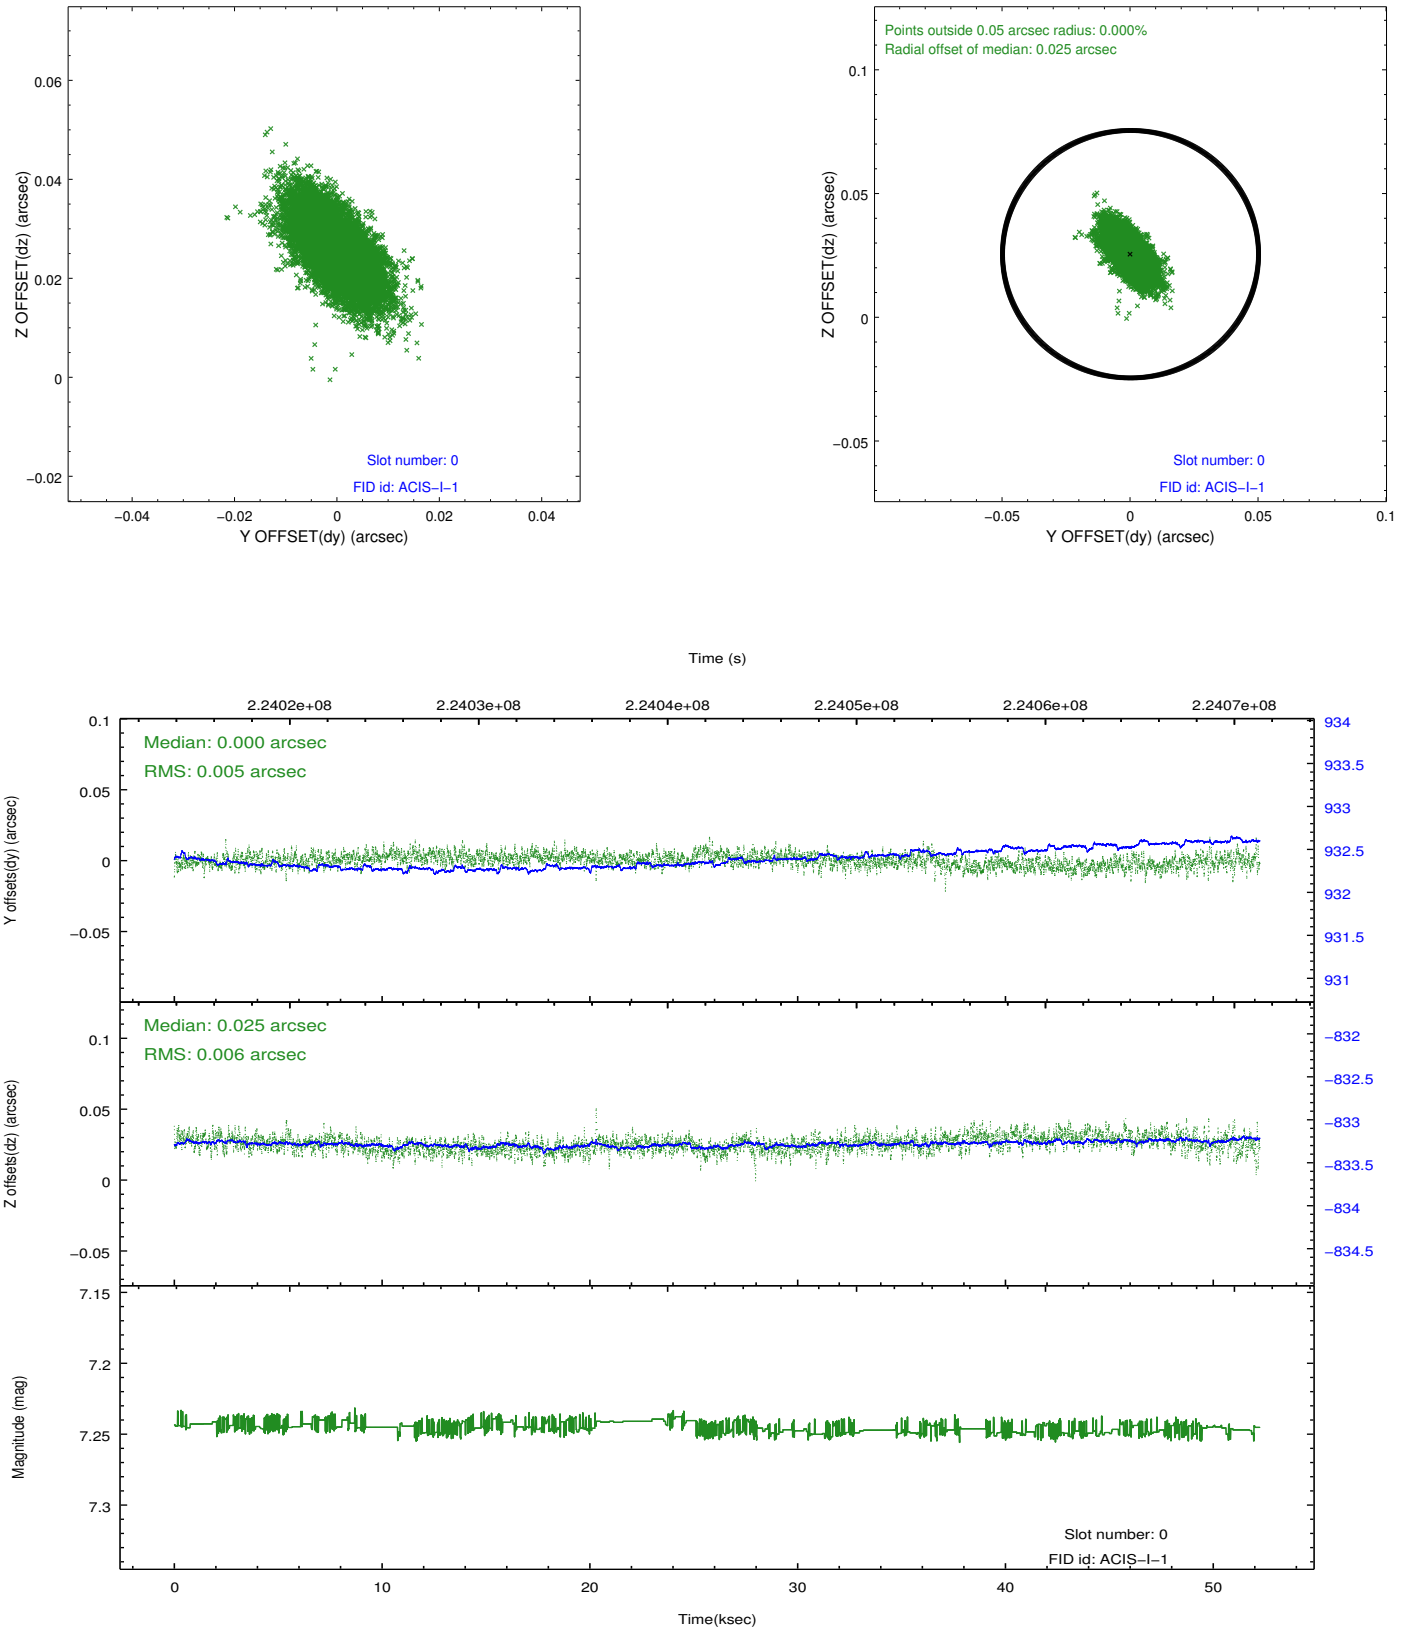 0.06
0.04
0.02
0
−0.02
Z OFFSET(dz) (arcsec)
Slot number: 0
FID id: ACIS−I−1
−0.04
−0.02
0
0.02
0.04
Y OFFSET(dy) (arcsec)
Points outside 0.05 arcsec radius: 0.000%
Radial offset of median: 0.025 arcsec
0.1
0.05
0
−0.05
Z OFFSET(dz) (arcsec)
Slot number: 0
FID id: ACIS−I−1
−0.05
0
0.05
0.1
Y OFFSET(dy) (arcsec)
Time (s)
2.2402e+08
2.2403e+08
2.2404e+08
2.2405e+08
2.2406e+08
2.2407e+08
Median: 0.000 arcsec
RMS: 0.005 arcsec
0.1
0.05
0
−0.05
Y offsets(dy) (arcsec)
934
933.5
933
932.5
932
931.5
931
Median: 0.025 arcsec
RMS: 0.006 arcsec
0.1
0.05
0
−0.05
Z offsets(dz) (arcsec)
−832
−832.5
−833
−833.5
−834
−834.5
7.15
7.2
7.25
7.3
Magnitude (mag)
Slot number: 0
FID id: ACIS−I−1
0
10
20
30
40
50
Time(ksec)